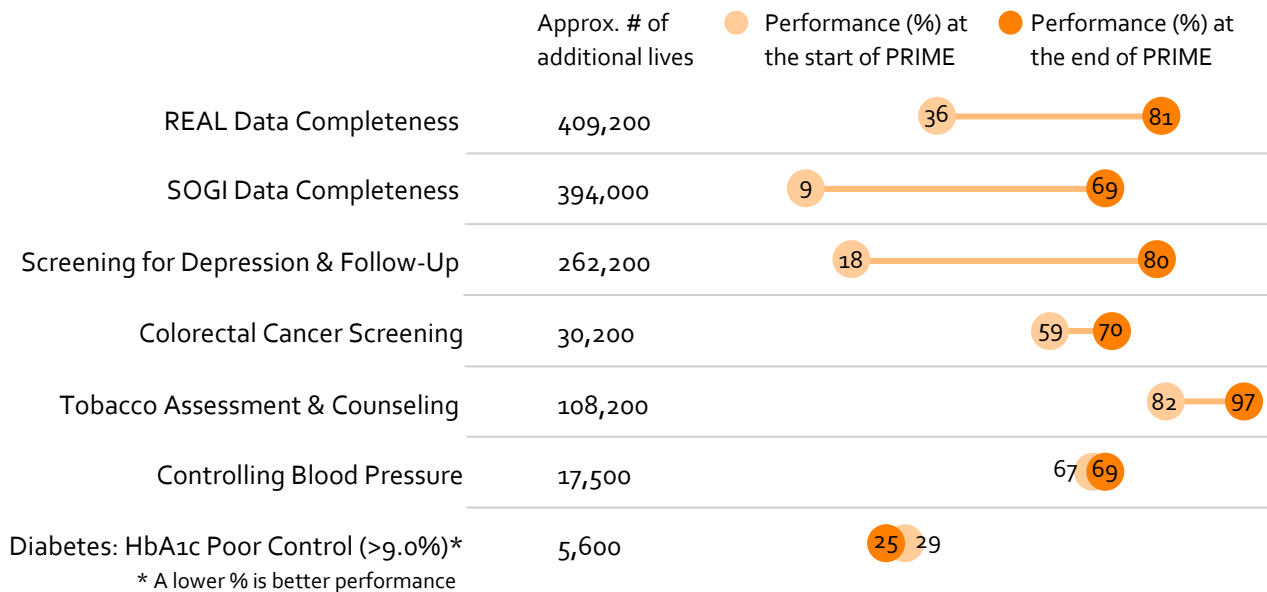 Approx. # of additional lives
Performance (%) at the start of PRIME
Performance (%) at the end of PRIME
REAL Data Completeness 409,200 36 81
SOGI Data Completeness 394,000 9 69
Screening for Depression & Follow-Up 262,200 18 80
Colorectal Cancer Screening 30,200 59 70
Tobacco Assessment & Counseling 108,200 82 97
Controlling Blood Pressure 17,500 67 69
Diabetes: HbA1c Poor Control (>9.0%)* 5,600 25 29
* A lower % is better performance